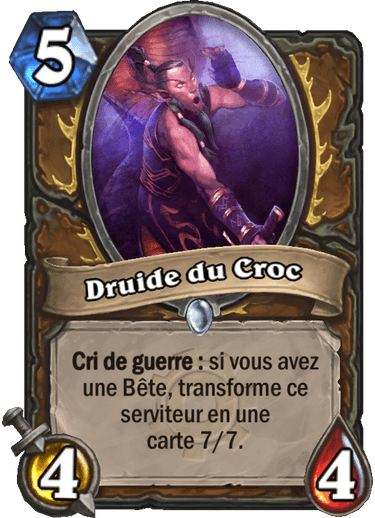 5
Druide du Croc
Cri de guerre : si vous avez
une Bête, transforme ce
serviteur en une
carte 7/7.
4
4